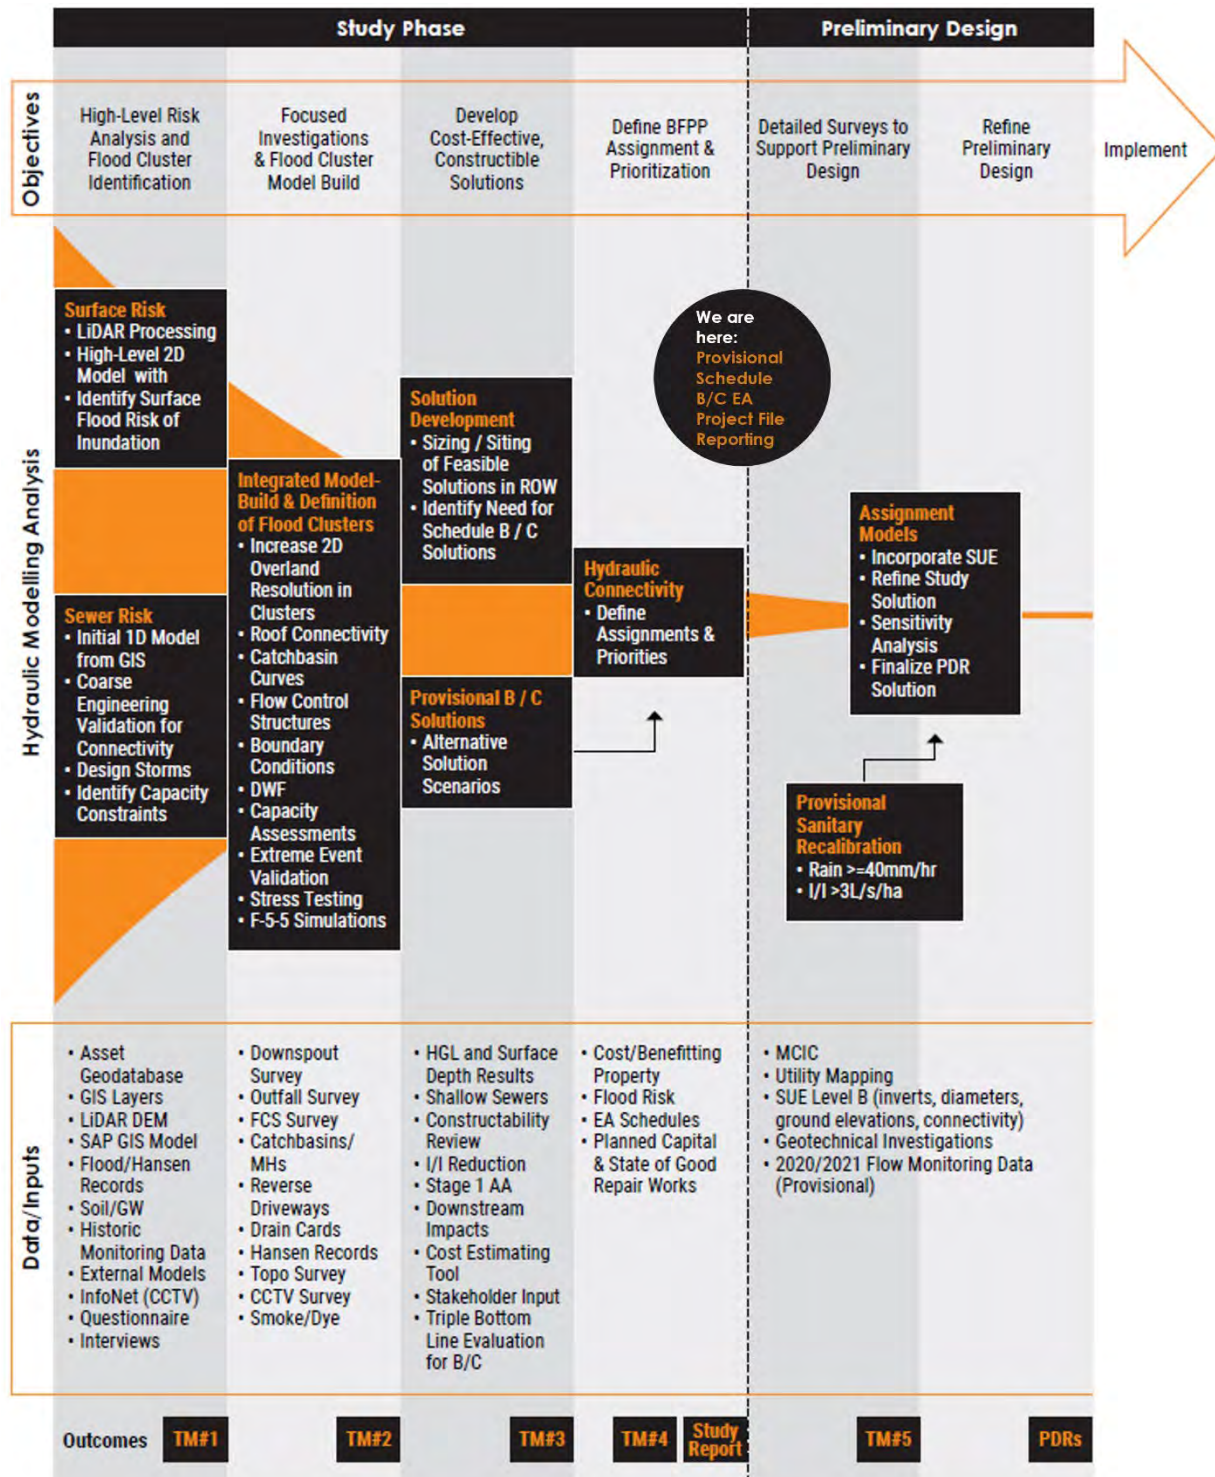 Study Phase
Preliminary Design
Objectives
High-Level Risk
Analysis and
Flood Cluster
Identification
Focused
Investigations
& Flood Cluster
Model Build
Develop
Cost-Effective,
Constructible
Solutions
Define BFPP
Assignment &
Prioritization
Detailed Surveys to
Support Preliminary
Design
Refine
Preliminary
Design
Implement
Hydraulic Modelling Analysis
Surface Risk
• LiDAR Processing
• High-Level 2D
Model with
• Identify Surface
Flood Risk of
Inundation
Sewer Risk
• Initial 1D Model
from GIS
• Coarse
Engineering
Validation for
Connectivity
• Design Storms
• Identify Capacity
Constraints
Integrated Model-
Build & Definition
of Flood Clusters
• Increase 2D
Overland
Resolution in
Clusters
• Roof Connectivity
• Catchbasin
Curves
• Flow Control
Structures
• Boundary
Conditions
• DWF
• Capacity
Assessments
• Extreme Event
Validation
• Stress Testing
• F-5-5 Simulations
Solution
Development
• Sizing / Siting
of Feasible
Solutions in ROW
• Identify Need for
Schedule B / C
Solutions
Provisional B / C
Solutions
• Alternative
Solution
Scenarios
Hydraulic
Connectivity
• Define
Assignments &
Priorities
We are
here:
Provisional
Schedule
B/C EA
Project File
Reporting
Assignment
Models
• Incorporate SUE
• Refine Study
Solution
• Sensitivity
Analysis
• Finalize PDR
Solution
Provisional
Sanitary
Recalibration
• Rain >=40mm/hr
• I/I >3L/s/ha
Data/Inputs
• Asset
Geodatabase
• GIS Layers
• LiDAR DEM
• SAP GIS Model
• Flood/Hansen
Records
• Soil/GW
• Historic
Monitoring Data
• External Models
• InfoNet (CCTV)
• Questionnaire
• Interviews
• Downspout
Survey
• Outfall Survey
• FCS Survey
• Catchbasins/
MHs
• Reverse
Driveways
• Drain Cards
• Hansen Records
• Topo Survey
• CCTV Survey
• Smoke/Dye
• HGL and Surface
Depth Results
• Shallow Sewers
• Constructability
Review
• I/I Reduction
• Stage 1 AA
• Downstream
Impacts
• Cost Estimating
Tool
• Stakeholder Input
• Triple Bottom
Line Evaluation
for B/C
• Cost/Benefitting
Property
• Flood Risk
• EA Schedules
• Planned Capital
& State of Good
Repair Works
• MCIC
• Utility Mapping
• SUE Level B (inverts, diameters,
ground elevations, connectivity)
• Geotechnical Investigations
• 2020/2021 Flow Monitoring Data
(Provisional)
Outcomes
TM#1
TM#2
TM#3
TM#4
Study
Report
TM#5
PDRs